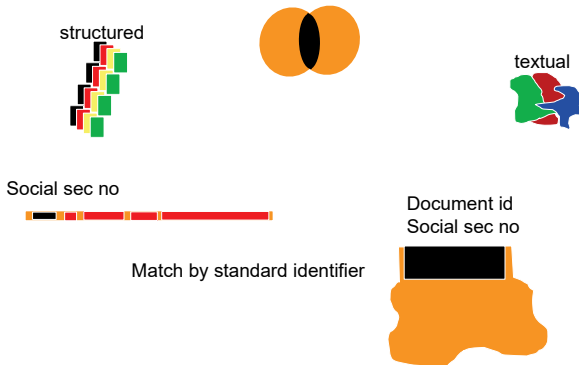 structured
textual
Social sec no
Document id
Social sec no
Match by standard identifier